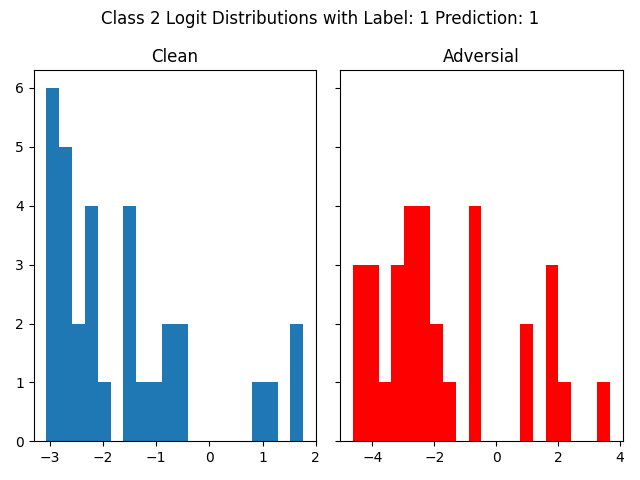 Class 2 Logit Distributions with Label: 1 Prediction: 1
Clean
Adversial
6
5
4
3
2
1
0
−3 −2 −1 0 1 2
−4 −2 0 2 4